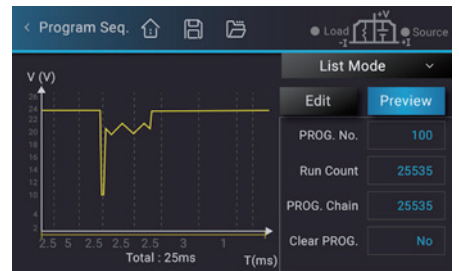 < Program Seq.
Load -I +V +I Source
List Mode
Edit Preview
V (V)
26
24
22
20
18
16
14
12
10
4
2
2.5 5 2.5 2.5 2.5 3 1
Total : 25ms T(ms)
PROG. No. 100
Run Count 25535
PROG. Chain 25535
Clear PROG. No